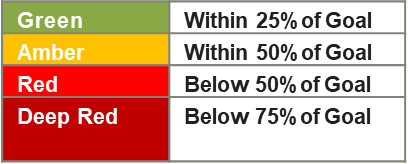 Green Within 25% of Goal
Amber Within 50% of Goal
Red Below 50% of Goal
Deep Red Below 75% of Goal